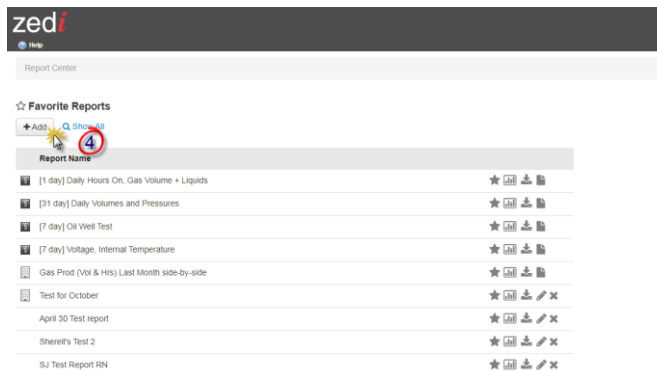 zedi
Help
Report Center
Favorite Reports
+Add Show All
4
Report Name
[1 day] Daily Hours On, Gas Volume + Liquids
[31 day] Daily Volumes and Pressures
[7 day] Oil Well Test
[7 day] Voltage, Internal Temperature
Gas Prod (Vol & Hrs) Last Month side-by-side
Test for October
April 30 Test report
Sherell's Test 2
SJ Test Report RN